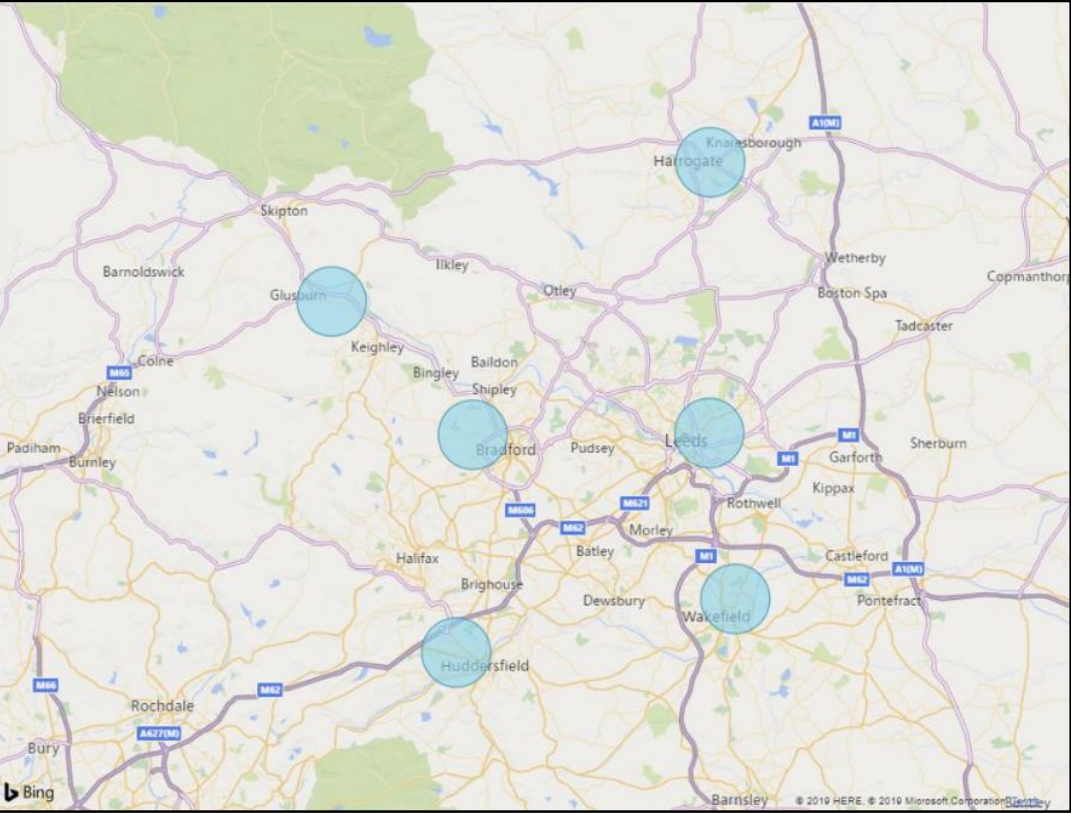 A1(M)
Knaresborough
Harrogate
Skipton
Wetherby
Ilkley
Barnoldswick
Copmanthorp
Otley
Boston Spa
Glusburn
Tadcaster
Keighley
Colne
Baildon
M65
Bingley
Nelson
Shipley
Brierfield
M1
Leeds
Sherburn
Padiham
Bradford
Pudsey
M1
Garforth
Burnley
Kippax
M621
Rothwell
M606
M62
Morley
Batley
M1
Castleford
Halifax
A1(M)
M62
Brighouse
Dewsbury
Pontefract
Wakefield
Huddersfield
M66
M62
Rochdale
A627(M)
Bury
Bing
Barnsley
© 2019 HERE, © 2019 Microsoft Corporation